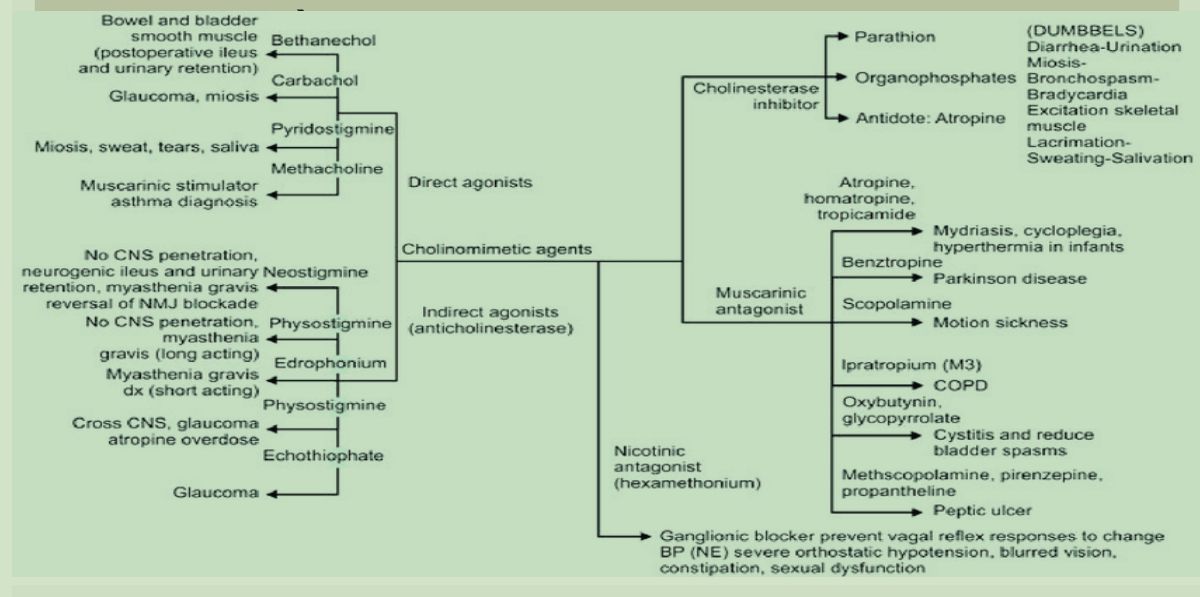 Bowel and bladder
smooth muscle
(postoperative ileus
and urinary retention)
Bethanechol
Carbachol
Glaucoma, miosis
Pyridostigmine
Miosis, sweat, tears, saliva
Methacholine
Muscarinic stimulator
asthma diagnosis
Direct agonists
Cholinomimetic agents
No CNS penetration,
neurogenic ileus and urinary
retention, myasthenia gravis
reversal of NMJ blockade
Neostigmine
No CNS penetration,
myasthenia
gravis (long acting)
Physostigmine
Indirect agonists
(anticholinesterase)
Edrophonium
Myasthenia gravis
dx (short acting)
Physostigmine
Cross CNS, glaucoma
atropine overdose
Echothiophate
Glaucoma
Cholinesterase
inhibitor
Parathion
Organophosphates
Antidote: Atropine
(DUMBBELS)
Diarrhea-Urination
Miosis-
Bronchospasm-
Bradycardia
Excitation skeletal
muscle
Lacrimation-
Sweating-Salivation
Muscarinic
antagonist
Atropine,
homatropine,
tropicamide
Mydriasis, cycloplegia,
hyperthermia in infants
Benztropine
Parkinson disease
Scopolamine
Motion sickness
Ipratropium (M3)
COPD
Oxybutynin,
glycopyrrolate
Cystitis and reduce
bladder spasms
Methscopolamine, pirenzepine,
propantheline
Peptic ulcer
Nicotinic
antagonist
(hexamethonium)
Ganglionic blocker prevent vagal reflex responses to change
BP (NE) severe orthostatic hypotension, blurred vision,
constipation, sexual dysfunction